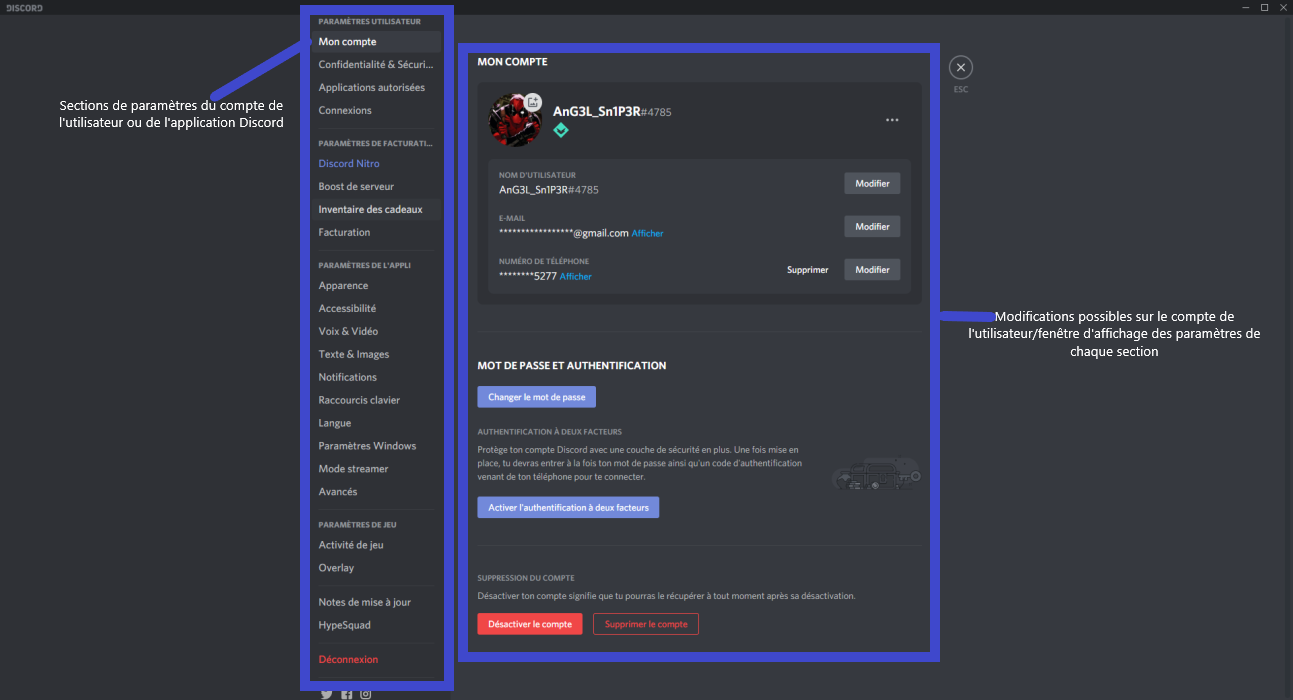 DISCORD
Sections de paramètres du compte de
l'utilisateur ou de l'application Discord
PARAMÈTRES UTILISATEUR
Mon compte
Confidentialité & Sécuri...
Applications autorisées
Connexions
PARAMÈTRES DE FACTURATI...
Discord Nitro
Boost de serveur
Inventaire des cadeaux
Facturation
PARAMÈTRES DE L'APPLI
Apparence
Accessibilité
Voix & Vidéo
Texte & Images
Notifications
Raccourcis clavier
Langue
Paramètres Windows
Mode streamer
Avancés
PARAMÈTRES DE JEU
Activité de jeu
Overlay
Notes de mise à jour
HypeSquad
Déconnexion
MON COMPTE
AnG3L_Sn1P3R#4785
NOM D'UTILISATEUR
AnG3L_Sn1P3R#4785
Modifier
E-MAIL
*****************@gmail.com Afficher
Modifier
NUMÉRO DE TÉLÉPHONE
********5277 Afficher
Supprimer
Modifier
MOT DE PASSE ET AUTHENTIFICATION
Changer le mot de passe
AUTHENTIFICATION À DEUX FACTEURS
Protège ton compte Discord avec une couche de sécurité en plus. Une fois mise en
place, tu devras entrer à la fois ton mot de passe ainsi qu'un code d'authentification
venant de ton téléphone pour te connecter.
Activer l'authentification à deux facteurs
SUPPRESSION DU COMPTE
Désactiver ton compte signifie que tu pourras le récupérer à tout moment après sa désactivation.
Désactiver le compte
Supprimer le compte
ESC
Modifications possibles sur le compte de
l'utilisateur/fenêtre d'affichage des paramètres de
chaque section